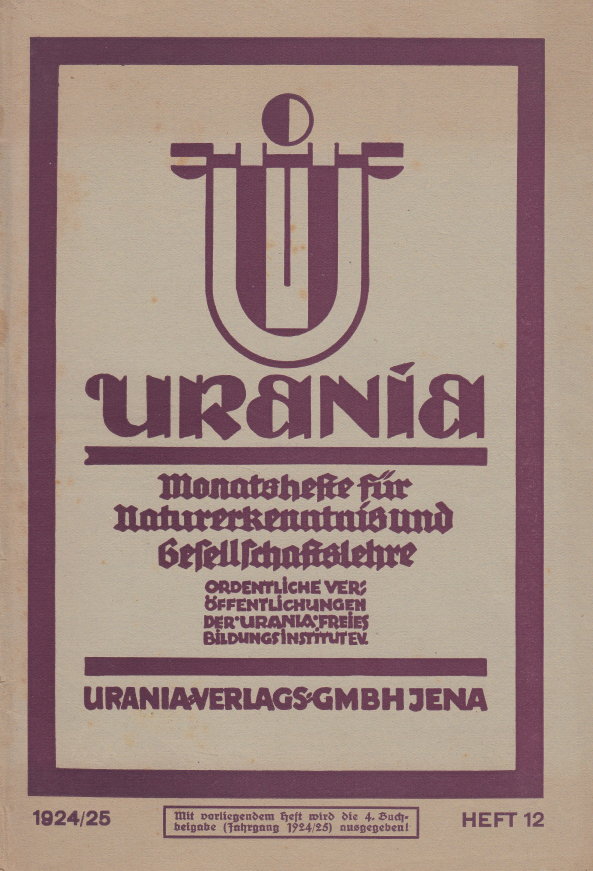 URANIA
Monatshefte für
Naturerkenntnis und
Gesellschaftslehre
ORDENTLICHE VER-
ÖFFENTLICHUNGEN
DER "URANIA", FREIES
BILDUNGSINSTITUT E.V.
URANIA-VERLAGS-GMBH JENA
1924/25
Mit vorliegendem Heft wird die 4. Buch-
beigabe (Jahrgang 1924/25) ausgegeben!
HEFT 12